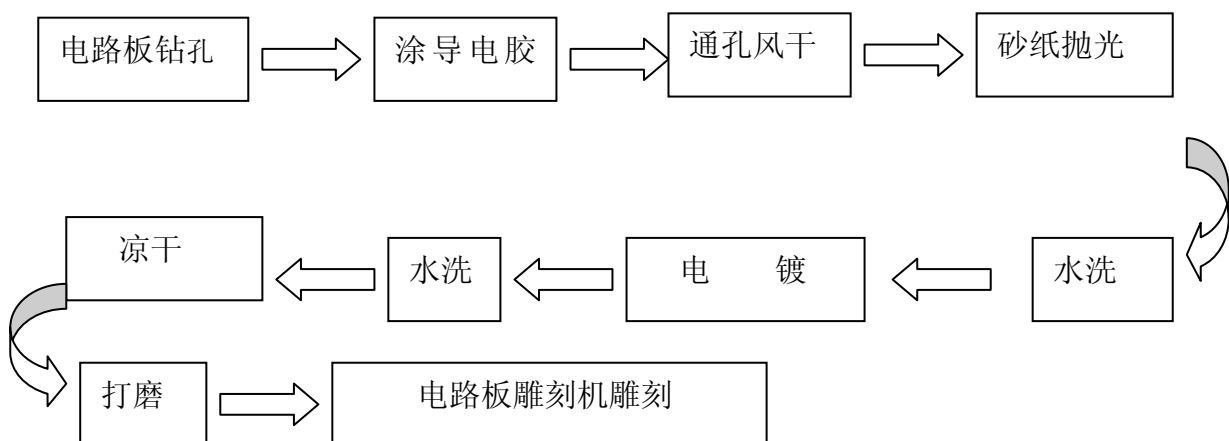 电路板钻孔
涂导电胶
通孔风干
砂纸抛光
水洗
电 镀
水洗
凉干
打磨
电路板雕刻机雕刻